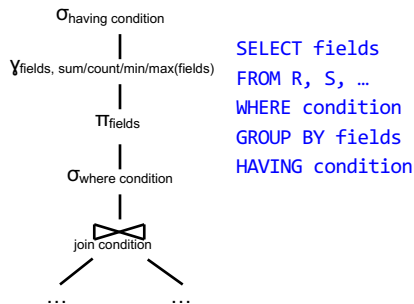 σhaving condition
SELECT fields
ɣfields, sum/count/min/max(fields)
FROM R, S, …
WHERE condition
Πfields
GROUP BY fields
HAVING condition
σwhere condition
join condition
... ...